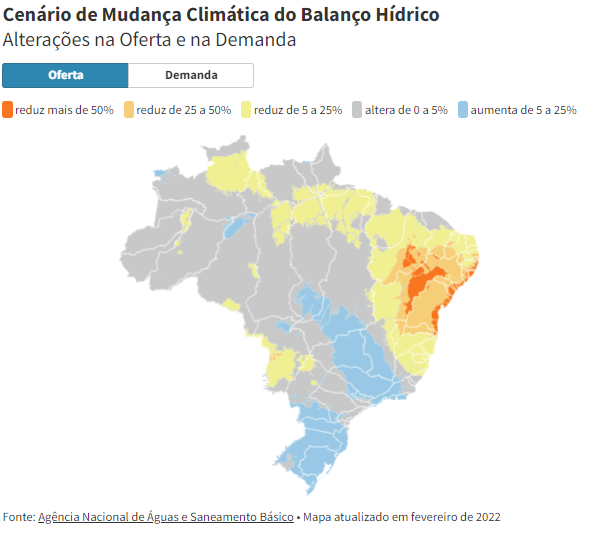 Cenário de Mudança Climática do Balanço Hídrico
Alterações na Oferta e na Demanda
Oferta Demanda
reduz mais de 50% reduz de 25 a 50% reduz de 5 a 25% altera de 0 a 5% aumenta de 5 a 25%
Fonte: Agência Nacional de Águas e Saneamento Básico • Mapa atualizado em fevereiro de 2022